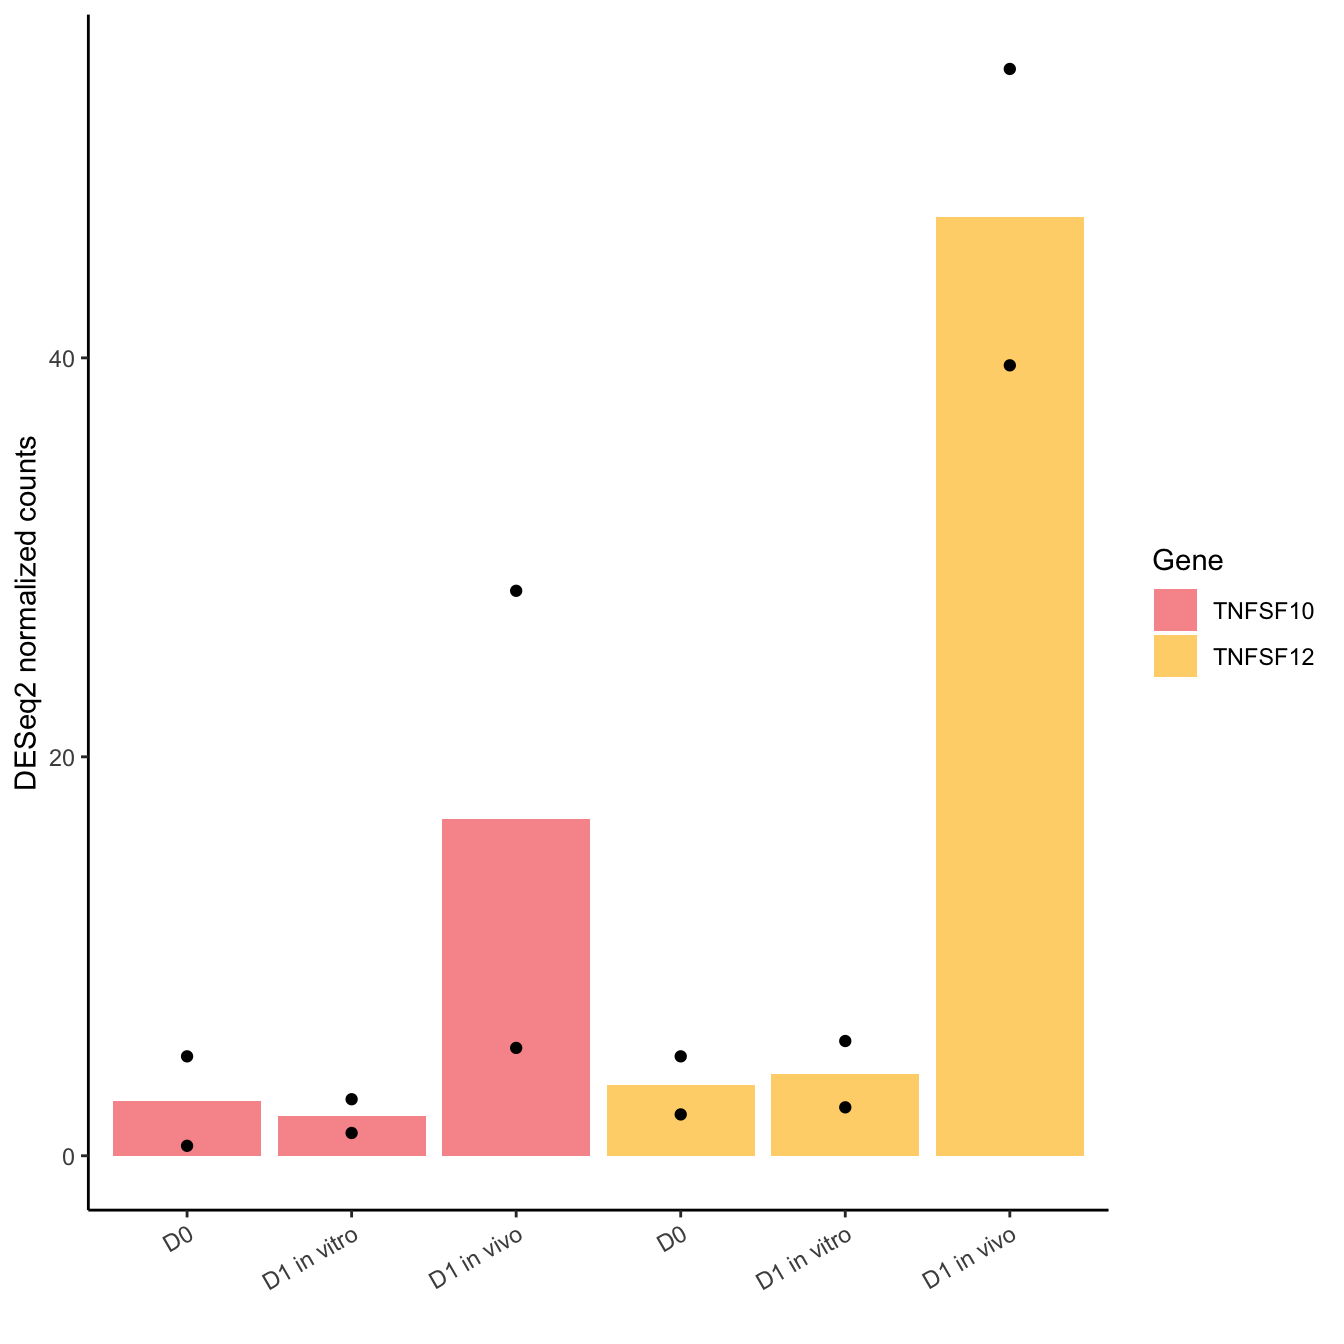 DESeq2 normalized counts
40
20
0
D0
D1 in vitro
D1 in vivo
D0
D1 in vitro
D1 in vivo
Gene
TNFSF10
TNFSF12